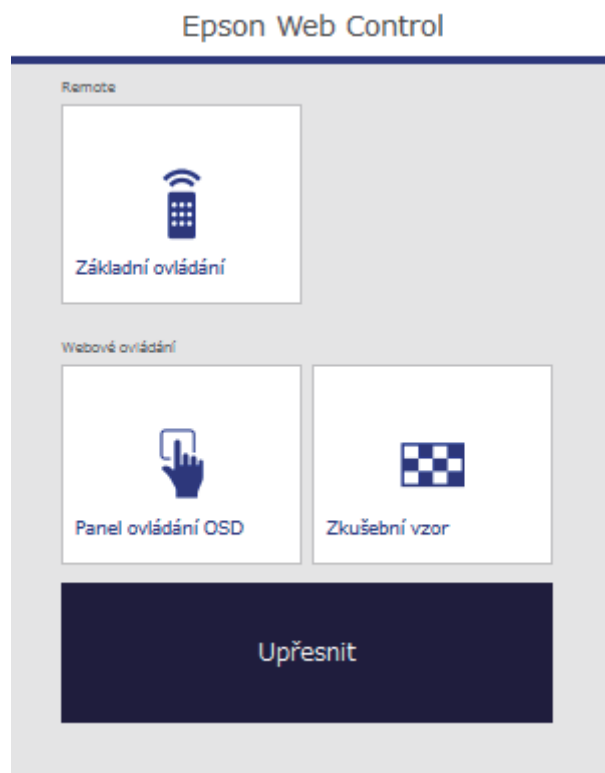 Epson Web Control
Remote
Základní ovládání
Webové ovládání
Panel ovládání OSD
Zkušební vzor
Upřesnit